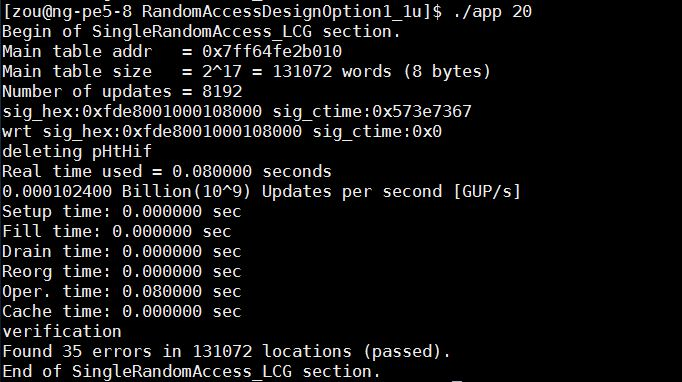 [zou@ng-pe5-8 RandomAccessDesignOption1_1u]$ ./app 20
Begin of SingleRandomAccess_LCG section.
Main table addr   = 0x7ff64fe2b010
Main table size   = 2^17 = 131072 words (8 bytes)
Number of updates = 8192
sig_hex:0xfde8001000108000 sig_ctime:0x573e7367
wrt sig_hex:0xfde8001000108000 sig_ctime:0x0
deleting pHtHif
Real time used = 0.080000 seconds
0.000102400 Billion(10^9) Updates per second [GUP/s]
Setup time: 0.000000 sec
Fill time: 0.000000 sec
Drain time: 0.000000 sec
Reorg time: 0.000000 sec
Oper. time: 0.080000 sec
Cache time: 0.000000 sec
verification
Found 35 errors in 131072 locations (passed).
End of SingleRandomAccess_LCG section.